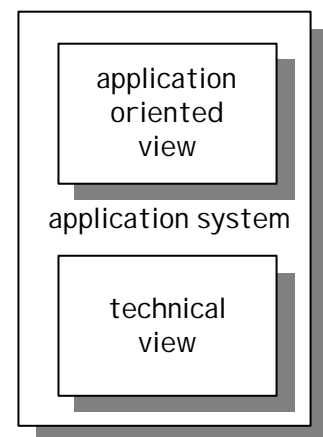 application
oriented
view
application system
technical
view